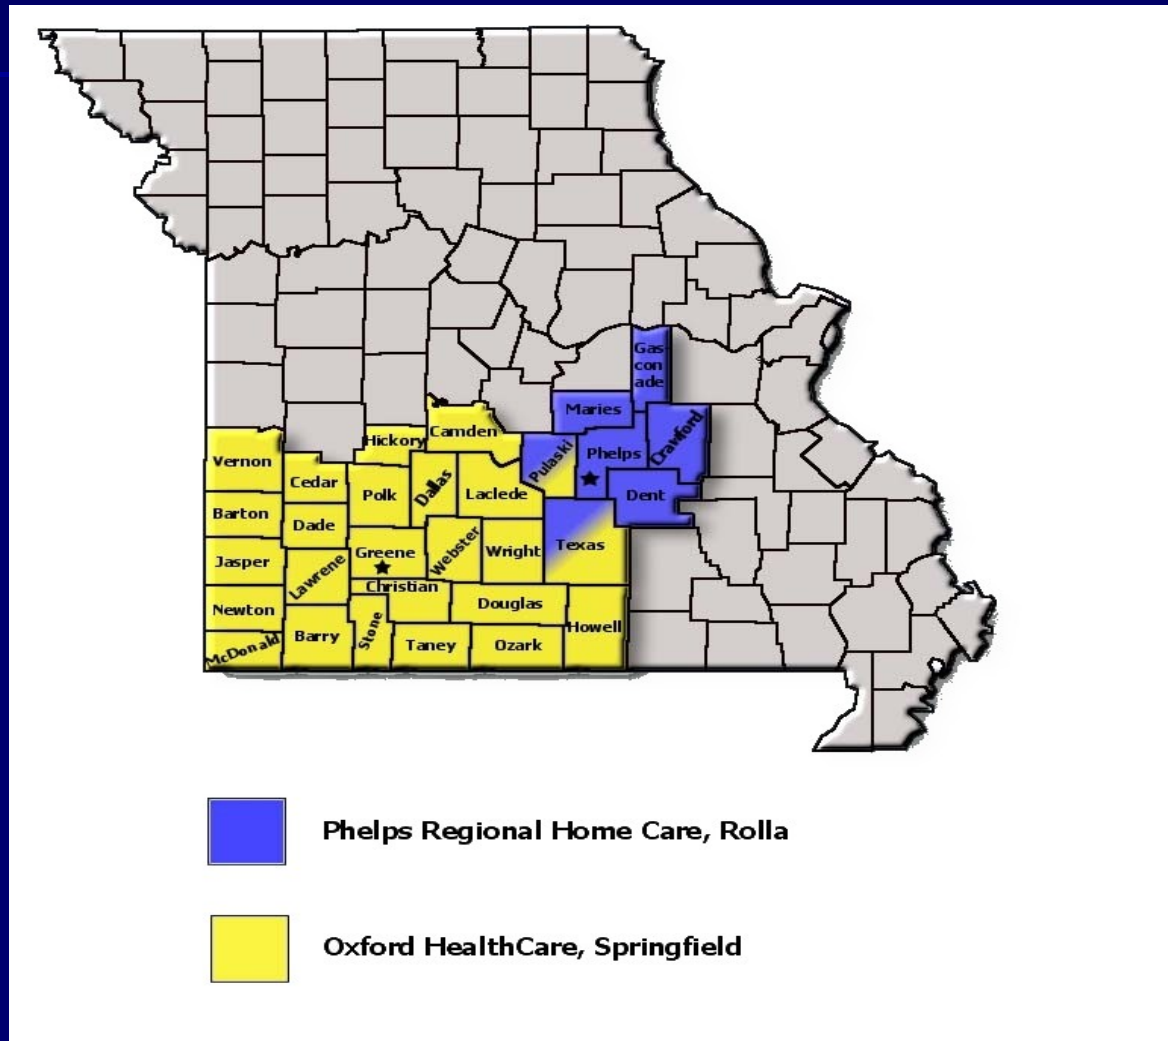 Gas-
con
ade
Maries
Crawford
Camden
Hickory
Phelps
Pulaski
Vernon
Cedar
Polk
Dallas
Laclede
Dent
Barton
Dade
Texas
Greene
Webster
Wright
Jasper
Lawrene
Christian
Newton
Douglas
Howell
Barry
Stone
Taney
Ozark
McDonald
Phelps Regional Home Care, Rolla
Oxford HealthCare, Springfield